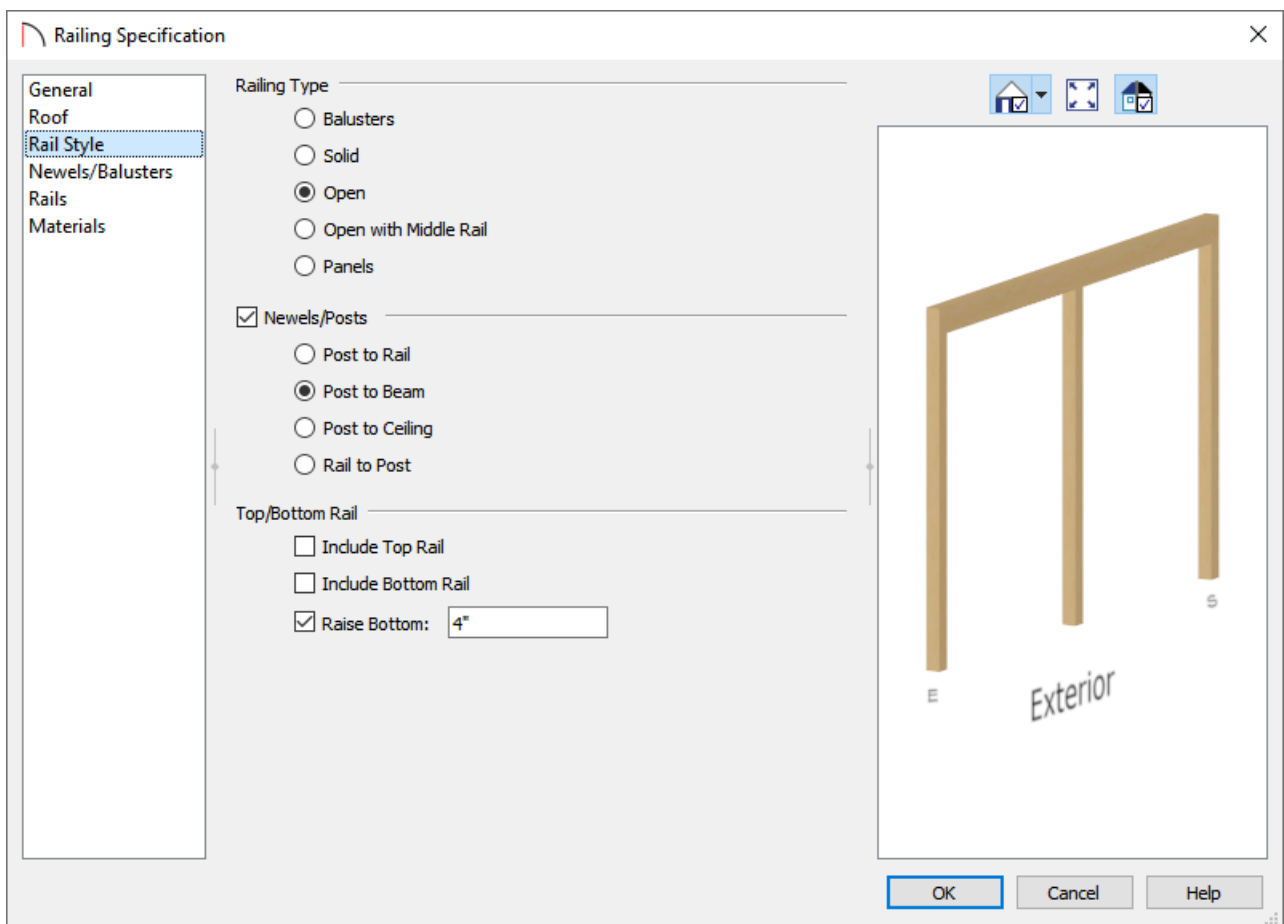 Railing Specification
General
Roof
Rail Style
Newels/Balusters
Rails
Materials
Railing Type
Balusters
Solid
Open
Open with Middle Rail
Panels
Newels/Posts
Post to Rail
Post to Beam
Post to Ceiling
Rail to Post
Top/Bottom Rail
Include Top Rail
Include Bottom Rail
Raise Bottom: 4"
S
E
Exterior
OK Cancel Help